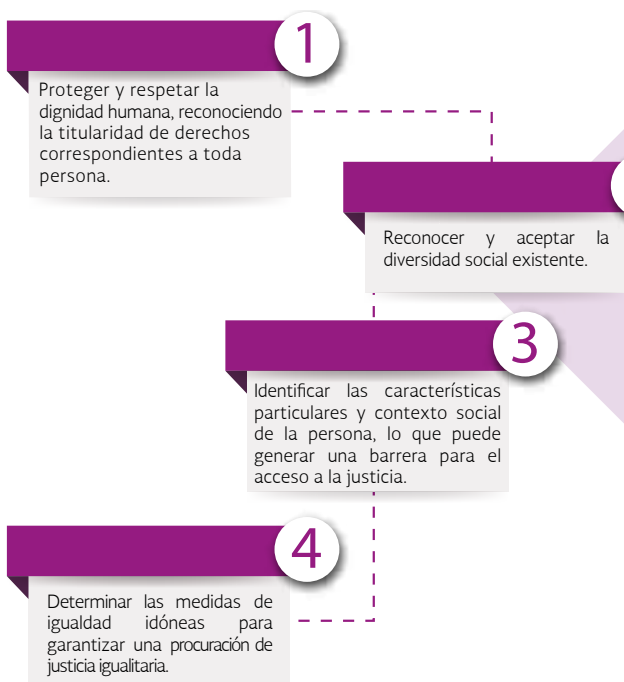 1
Proteger y respetar la
dignidad humana, reconociendo
la titularidad de derechos
correspondientes a toda
persona.
Reconocer y aceptar la
diversidad social existente.
3
Identificar las características
particulares y contexto social
de la persona, lo que puede
generar una barrera para el
acceso a la justicia.
4
Determinar las medidas de
igualdad idóneas para
garantizar una procuración de
justicia igualitaria.